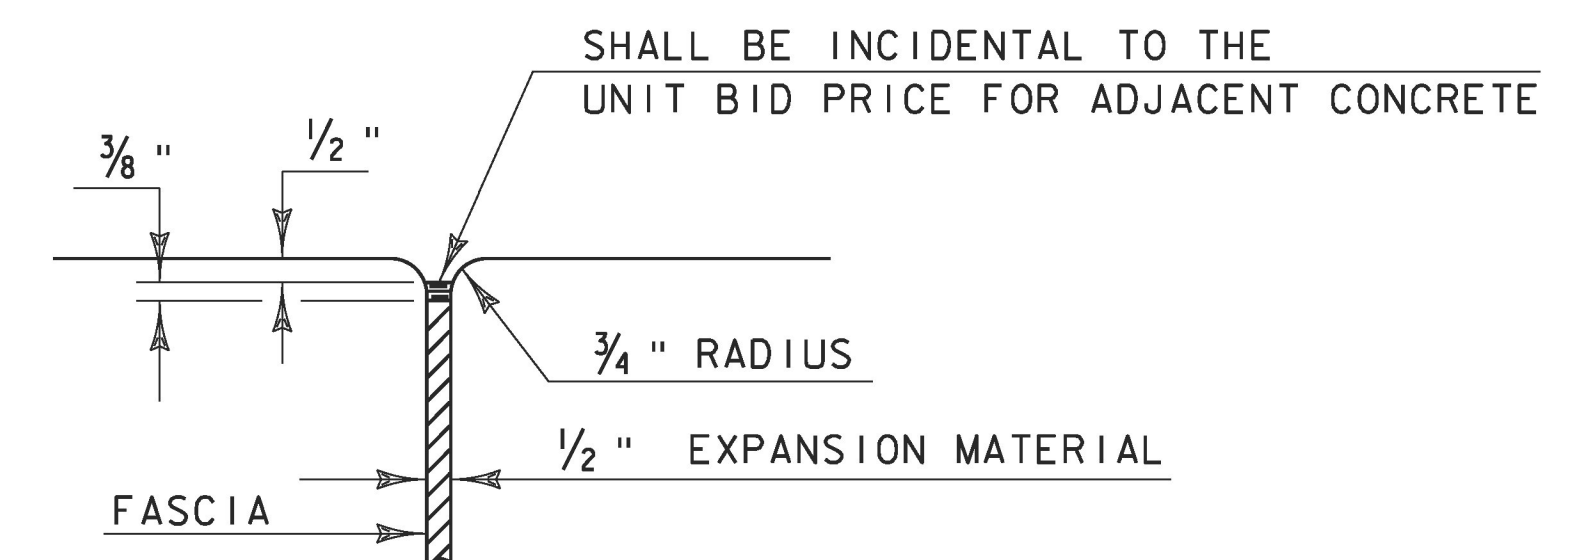 SHALL BE INCIDENTAL TO THE
UNIT BID PRICE FOR ADJACENT CONCRETE
1/2 "
3/8 "
3/4 " RADIUS
1/2 " EXPANSION MATERIAL
FASCIA